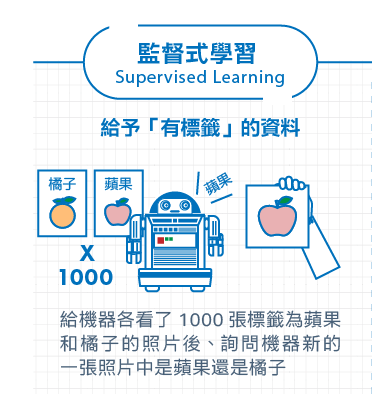 監督式學習
Supervised Learning
給予「有標籤」的資料
橘子
蘋果
蘋果
X
1000
給機器各看了 1000 張標籤為蘋果
和橘子的照片後、詢問機器新的
一張照片中是蘋果還是橘子